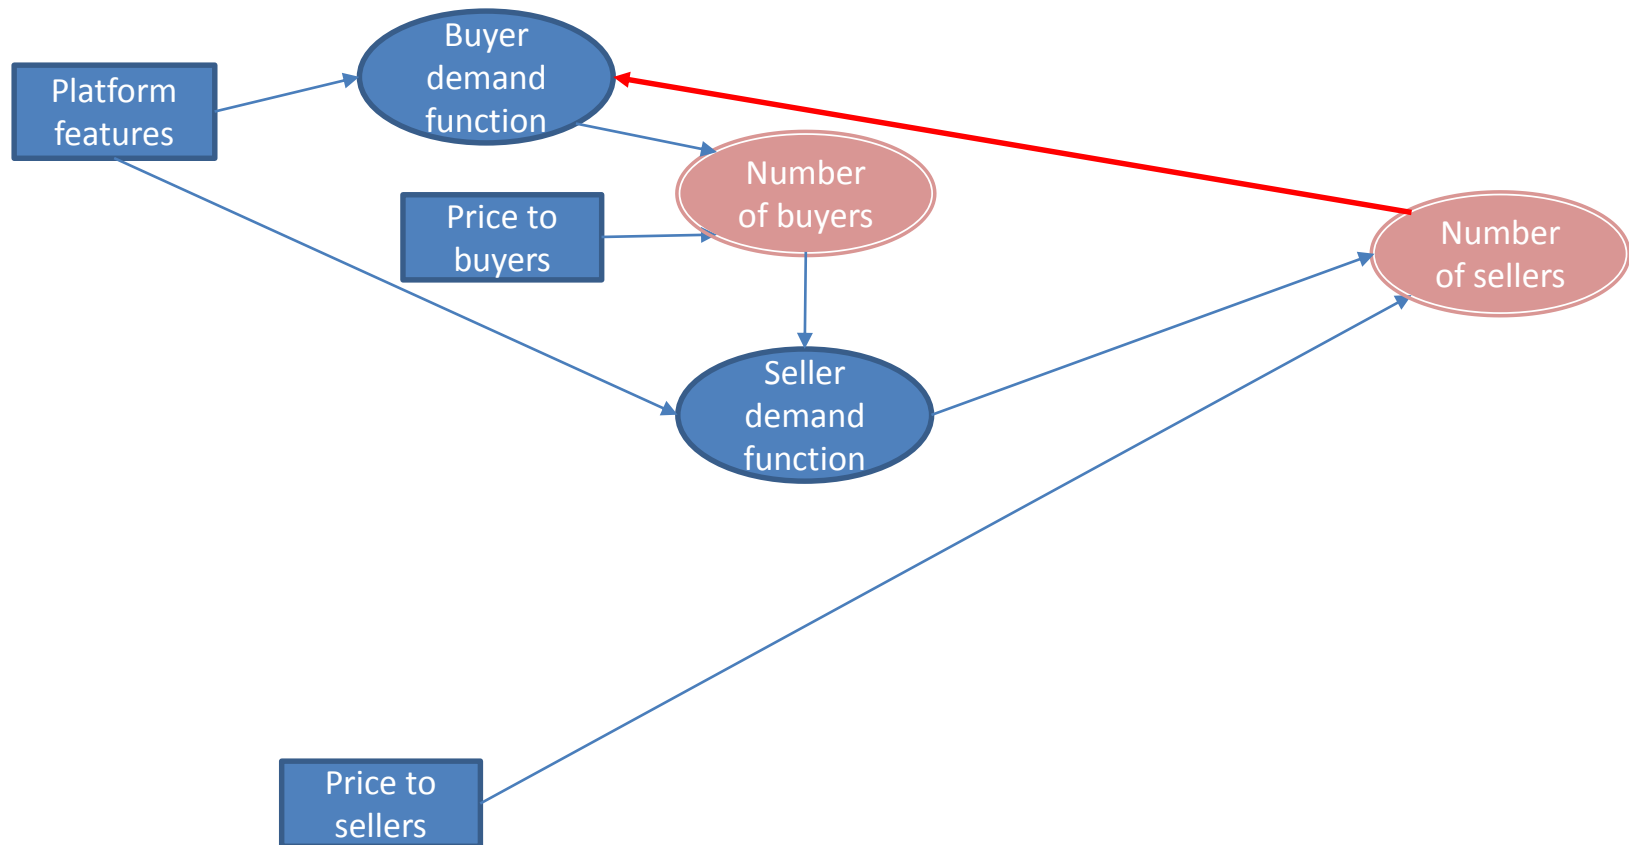 Buyer
demand
function
Platform
features
Number
of buyers
Price to
buyers
Number
of sellers
Seller
demand
function
Price to
sellers